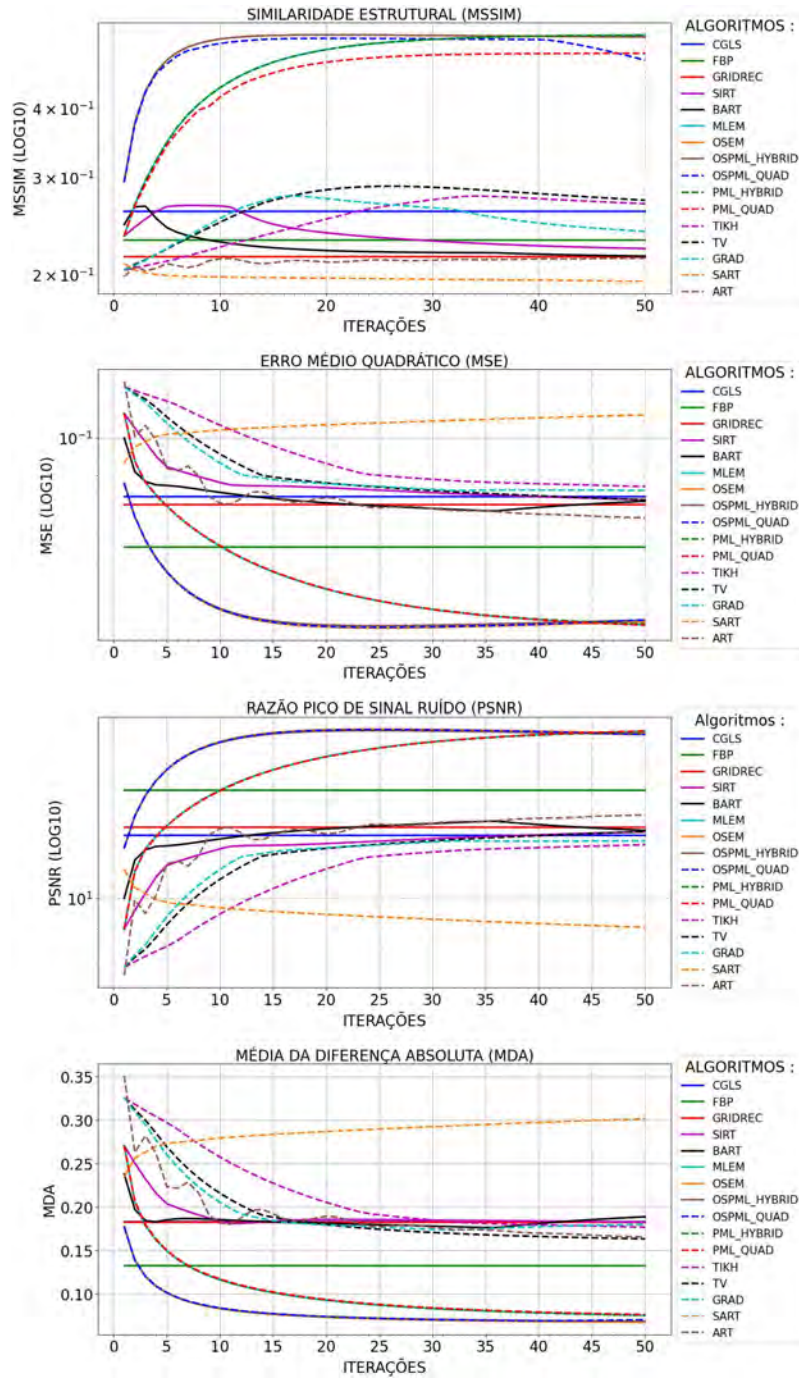 SIMILARIDADE ESTRUTURAL (MSSIM)
MSSIM (LOG10)
4 × 10⁻¹
3 × 10⁻¹
2 × 10⁻¹
0 5 10 15 20 25 30 35 40 45 50
ITERAÇÕES
ALGORITMOS :
CGLS
FBP
GRIDREC
SIRT
BART
MLEM
OSEM
OSPML_HYBRID
OSPML_QUAD
PML_HYBRID
PML_QUAD
TIKH
TV
GRAD
SART
ART
ERRO MÉDIO QUADRÁTICO (MSE)
MSE (LOG10)
10⁻¹
0 5 10 15 20 25 30 35 40 45 50
ITERAÇÕES
ALGORITMOS :
CGLS
FBP
GRIDREC
SIRT
BART
MLEM
OSEM
OSPML_HYBRID
OSPML_QUAD
PML_HYBRID
PML_QUAD
TIKH
TV
GRAD
SART
ART
RAZÃO PICO DE SINAL RUÍDO (PSNR)
PSNR (LOG10)
10¹
0 5 10 15 20 25 30 35 40 45 50
ITERAÇÕES
Algoritmos :
CGLS
FBP
GRIDREC
SIRT
BART
MLEM
OSEM
OSPML_HYBRID
OSPML_QUAD
PML_HYBRID
PML_QUAD
TIKH
TV
GRAD
SART
ART
MÉDIA DA DIFERENÇA ABSOLUTA (MDA)
MDA
0.35
0.30
0.25
0.20
0.15
0.10
0 5 10 15 20 25 30 35 40 45 50
ITERAÇÕES
ALGORITMOS :
CGLS
FBP
GRIDREC
SIRT
BART
MLEM
OSEM
OSPML_HYBRID
OSPML_QUAD
PML_HYBRID
PML_QUAD
TIKH
TV
GRAD
SART
ART